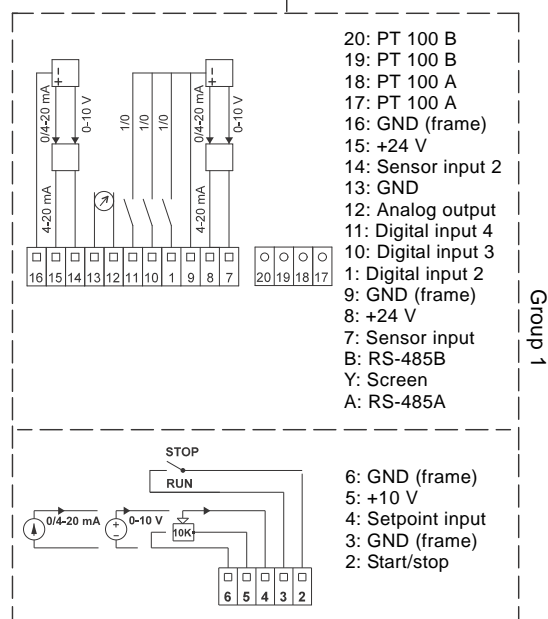 0/4-20 mA
0-10 V
1/0
1/0
1/0
0/4-20 mA
0-10 V
4-20 mA
4-20 mA
16 15 14 13 12 11 10 1 9 8 7
20 19 18 17
20: PT 100 B
19: PT 100 B
18: PT 100 A
17: PT 100 A
16: GND (frame)
15: +24 V
14: Sensor input 2
13: GND
12: Analog output
11: Digital input 4
10: Digital input 3
1: Digital input 2
9: GND (frame)
8: +24 V
7: Sensor input
B: RS-485B
Y: Screen
A: RS-485A
Group 1
STOP
RUN
0/4-20 mA
0-10 V
10K
6 5 4 3 2
6: GND (frame)
5: +10 V
4: Setpoint input
3: GND (frame)
2: Start/stop